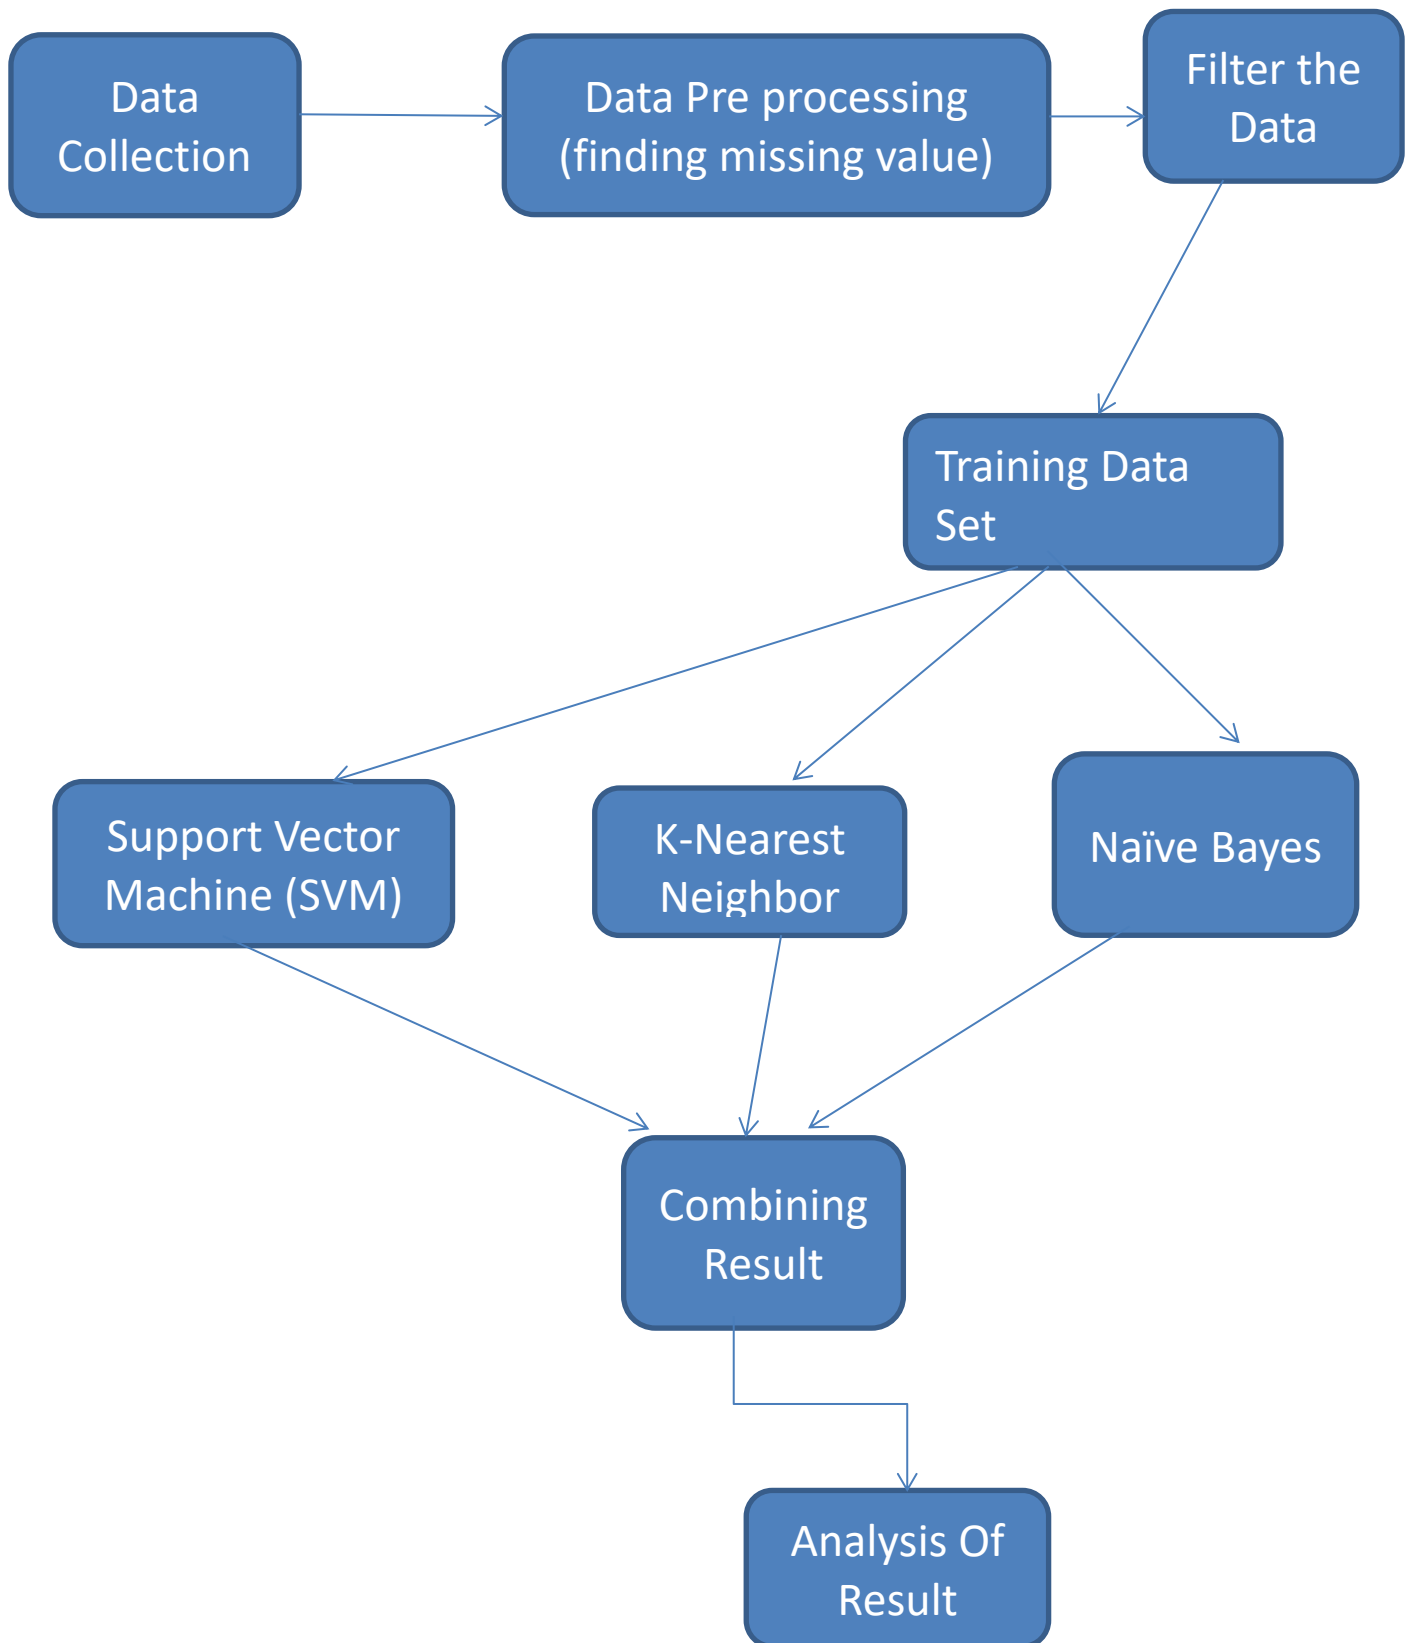 Data
Collection
Data Pre processing
(finding missing value)
Filter the
Data
Training Data
Set
Support Vector
Machine (SVM)
K-Nearest
Neighbor
Naïve Bayes
Combining
Result
Analysis Of
Result